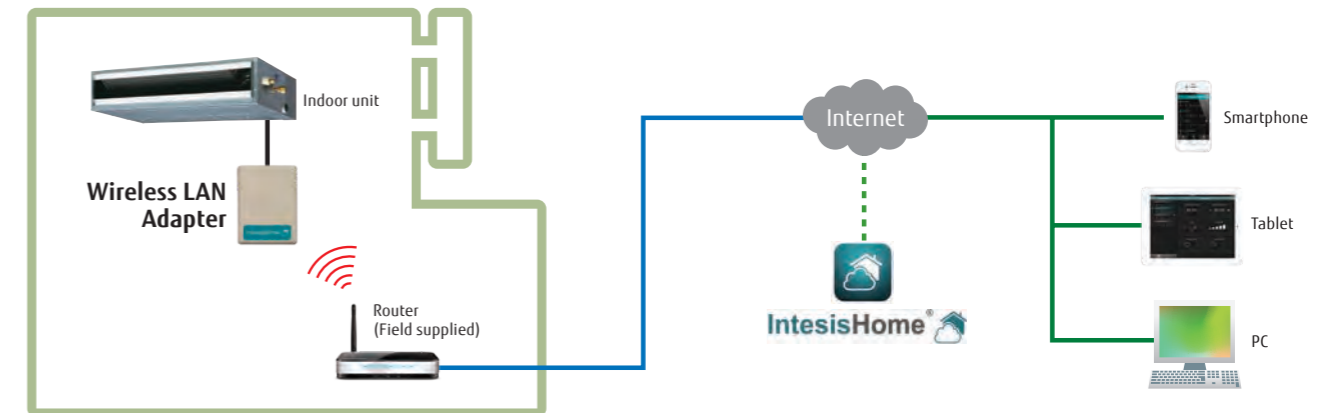 Indoor unit
Wireless LAN
Adapter
Router
(Field supplied)
Internet
IntesisHome®
Smartphone
Tablet
PC